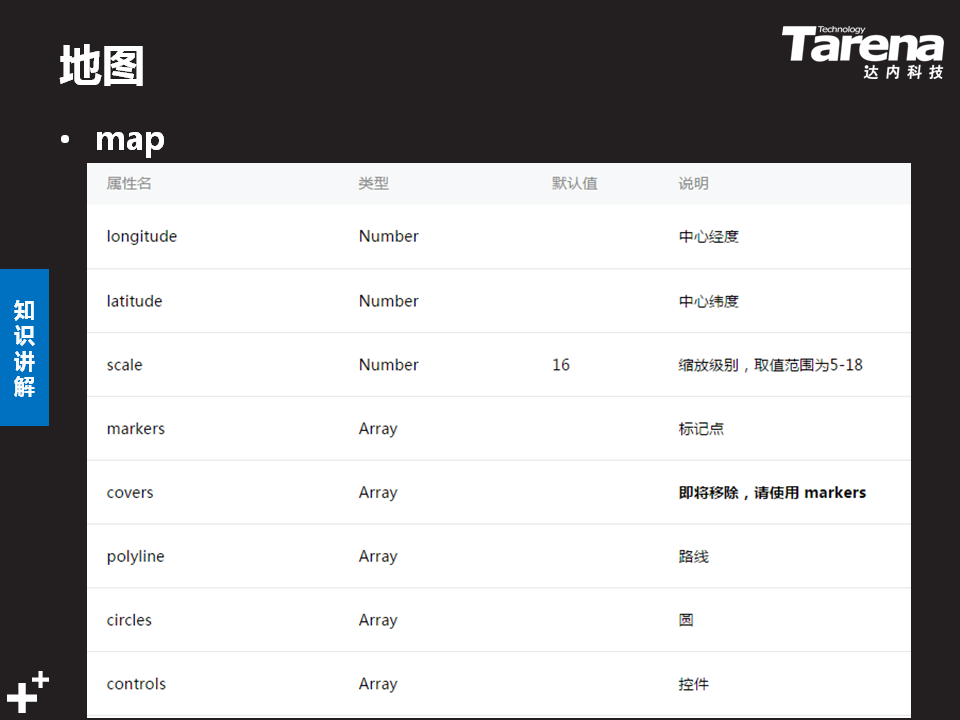 地图
Technology
Tarena
达内科技
• map
属性名 类型 默认值 说明
longitude Number 中心经度
latitude Number 中心纬度
scale Number 16 缩放级别，取值范围为5-18
markers Array 标记点
covers Array 即将移除，请使用 markers
polyline Array 路线
circles Array 圆
controls Array 控件
知识讲解